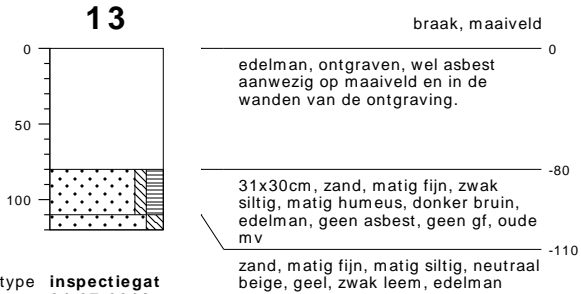 13
braak, maaiveld
0
0
edelman, ontgraven, wel asbest
aanwezig op maaiveld en in de
wanden van de ontgraving.
50
-80
31x30cm, zand, matig fijn, zwak
siltig, matig humeus, donker bruin,
edelman, geen asbest, geen gf, oude
mv
100
-110
zand, matig fijn, matig siltig, neutraal
beige, geel, zwak leem, edelman
type inspectiegat